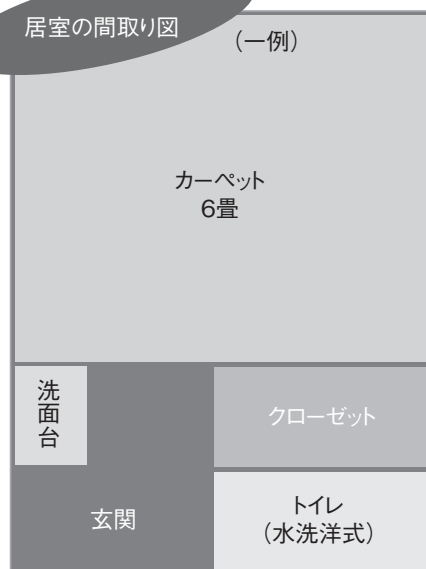 居室の間取り図
（一例）
カーペット
6畳
洗面台
クローゼット
玄関
トイレ
（水洗洋式）